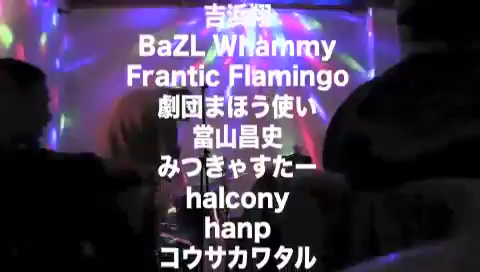 吉浜翔
BaZL Whammy
Frantic Flamingo
劇団まほう使い
當山昌史
みつきゃすたー
halcony
hanp
コウサカワタル